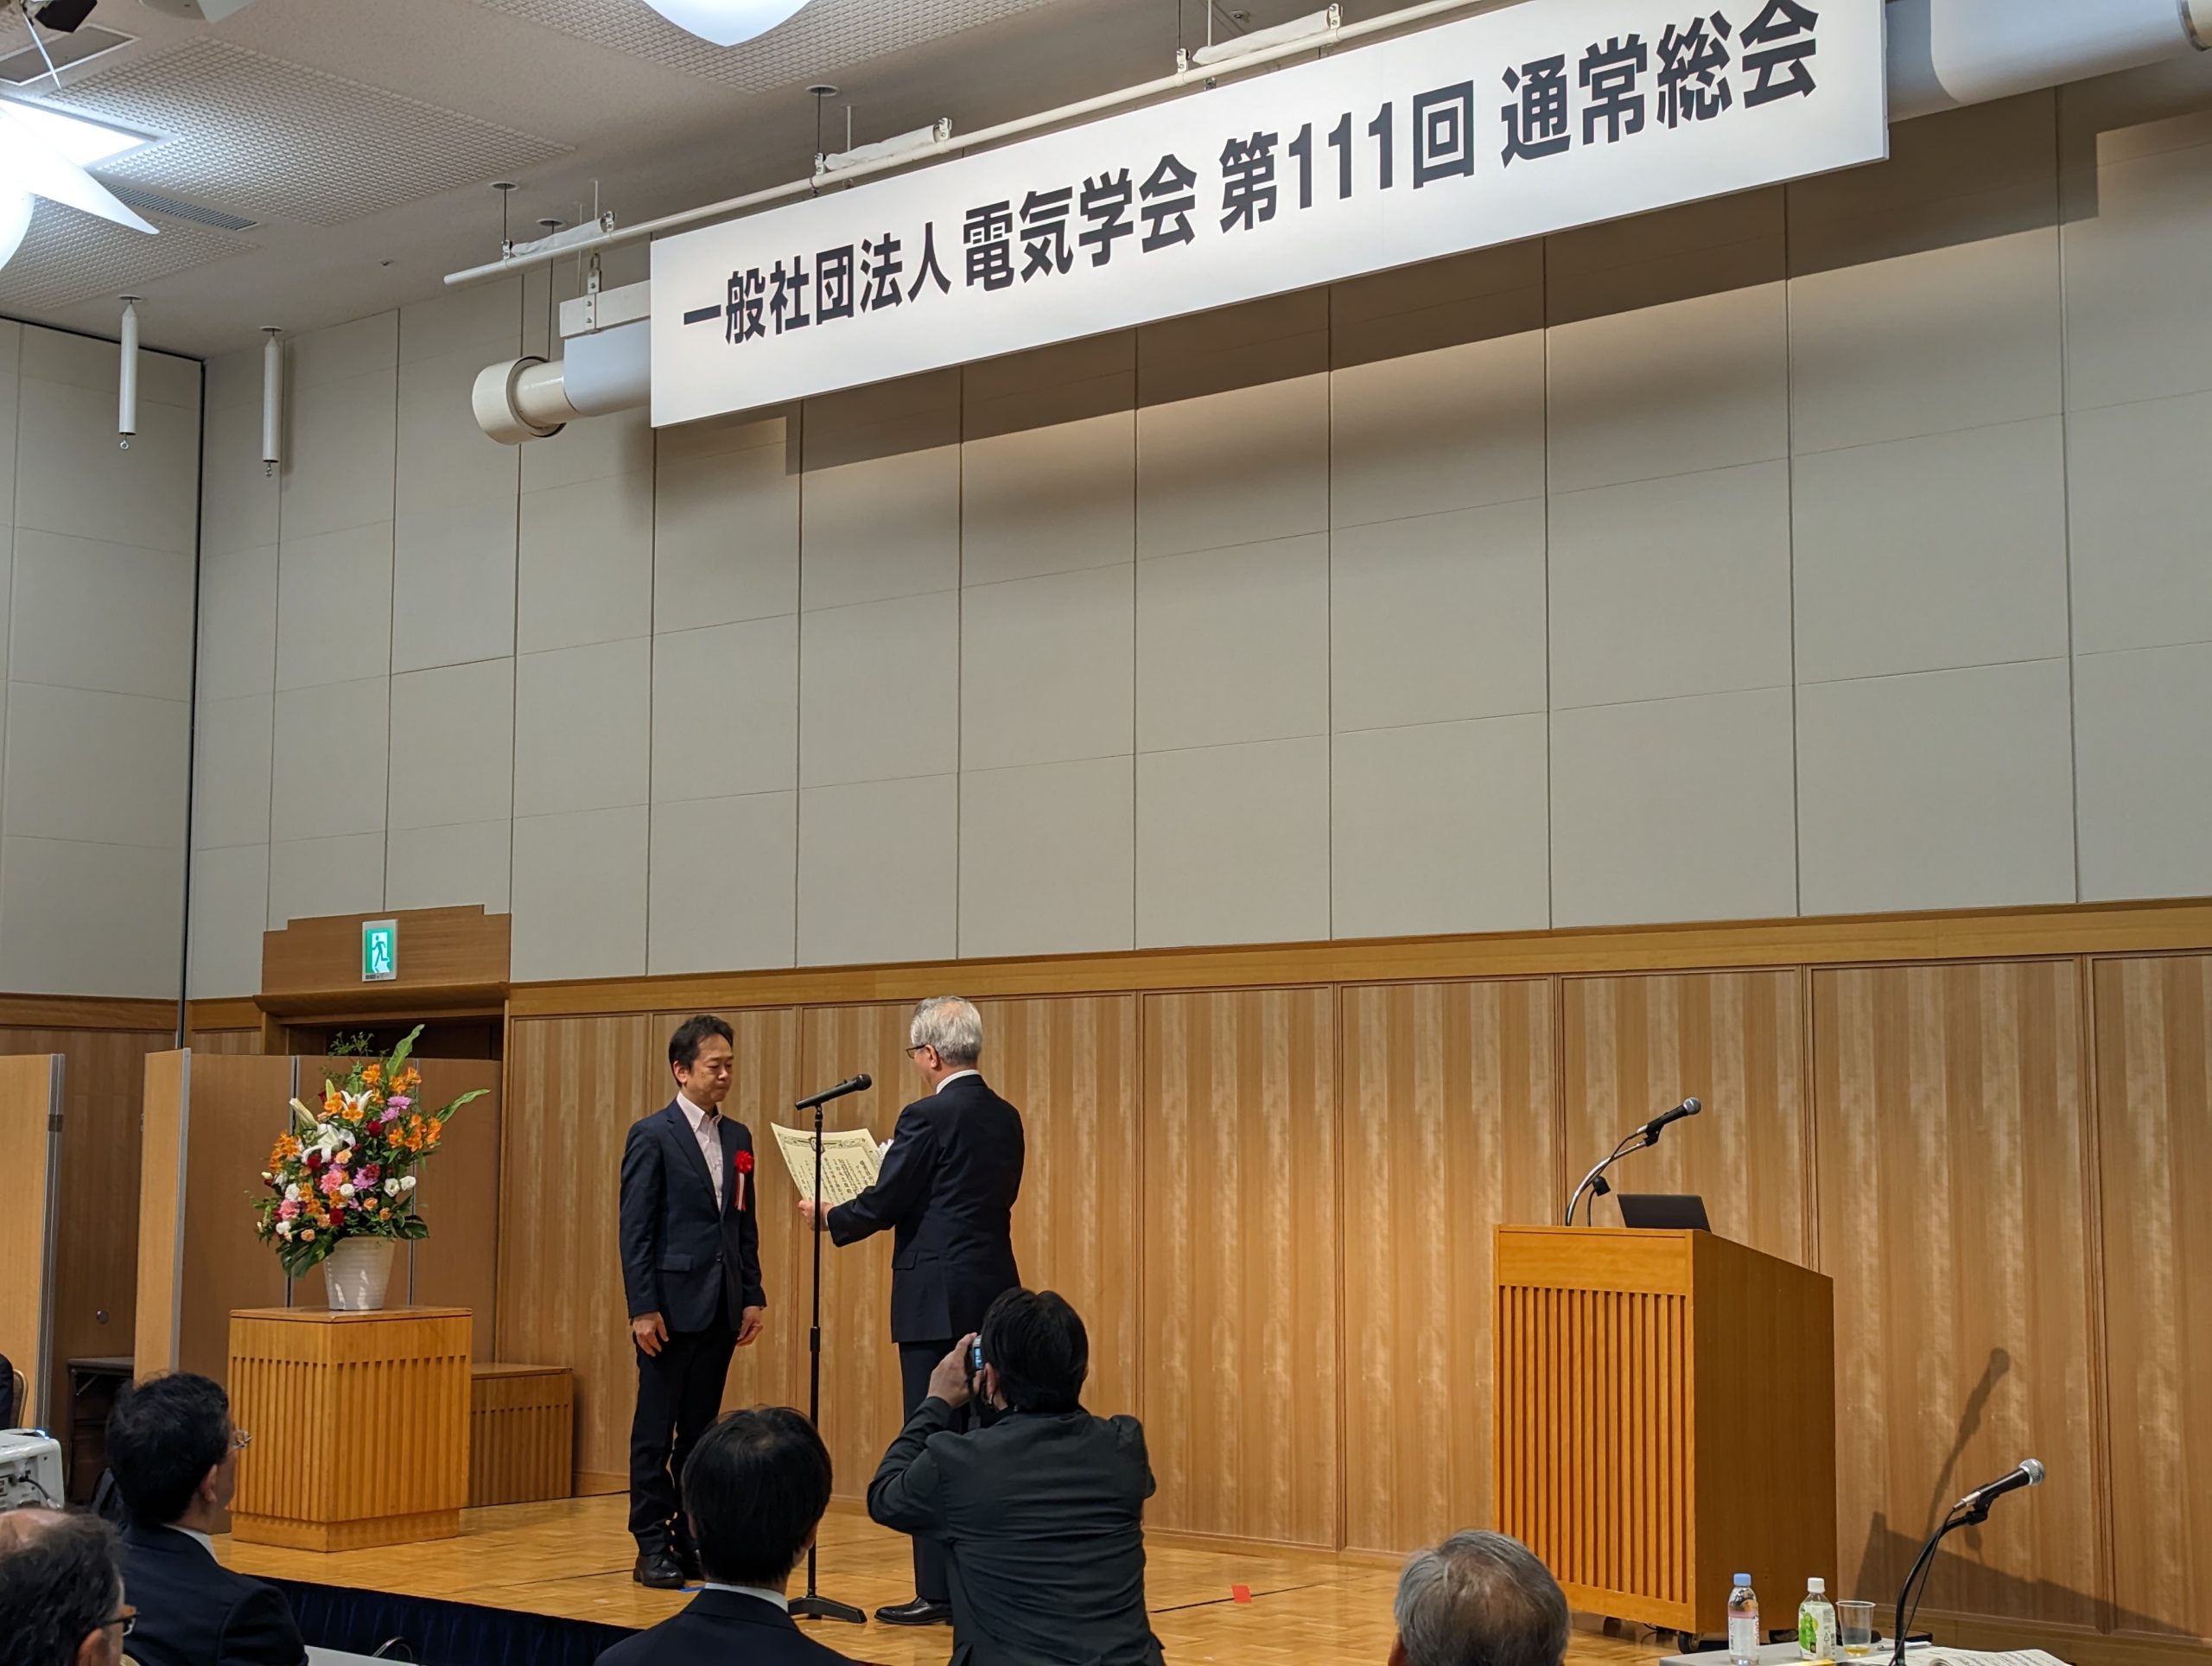 一般社団法人 電気学会 第111回 通常総会